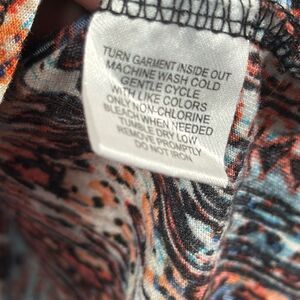 TURN GARMENT INSIDE OUT
MACHINE WASH COLD
GENTLE CYCLE
WITH LIKE COLORS
ONLY NON-CHLORINE
BLEACH WHEN NEEDED
TUMBLE DRY LOW
REMOVE PROMPTLY
DO NOT IRON